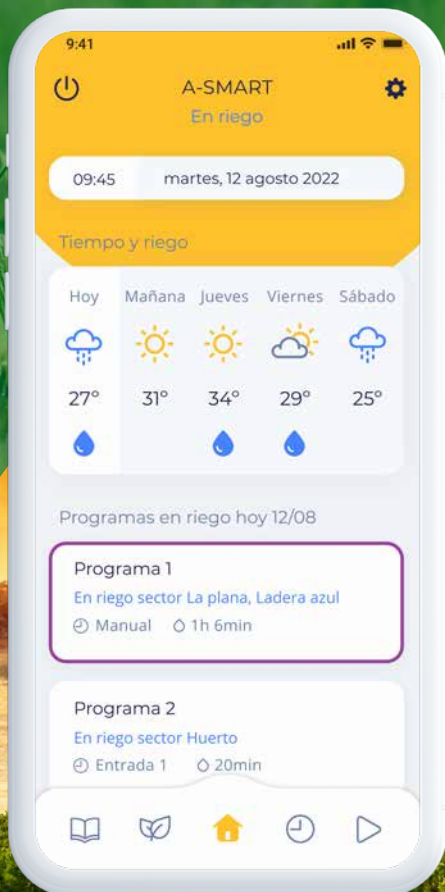 9:41
A-SMART
En riego
09:45 martes, 12 agosto 2022
Tiempo y riego
Hoy Mañana Jueves Viernes Sábado
27° 31° 34° 29° 25°
Programas en riego hoy 12/08
Programa 1
En riego sector La plana, Ladera azul
Manual 1h 6min
Programa 2
En riego sector Huerto
Entrada 1 20min